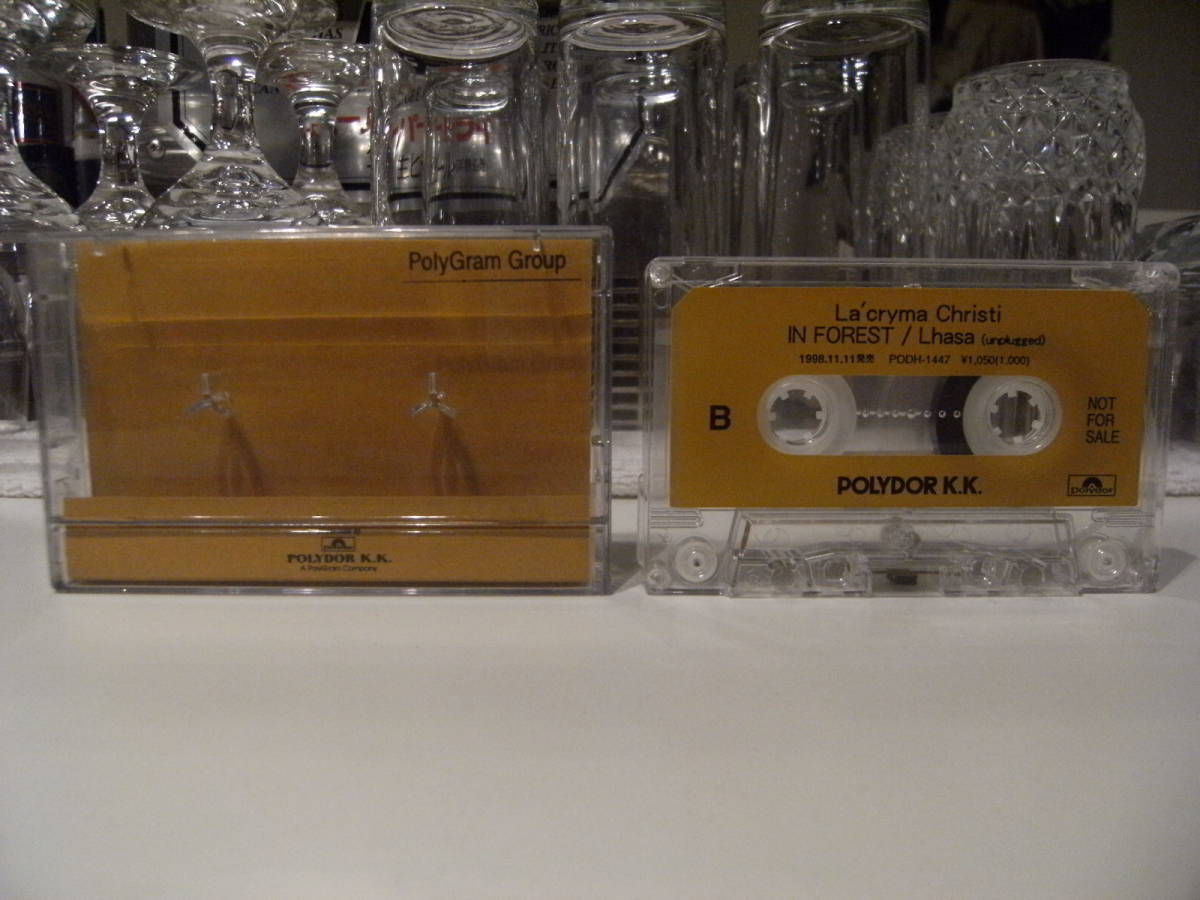 PolyGram Group
POLYDOR K.K.
A PolyGram Company
La'cryma Christi
IN FOREST / Lhasa (unplugged)
1998.11.11発売 PODH-1447 ¥1,050(1,000)
B
NOT
FOR
SALE
POLYDOR K.K.
polydor